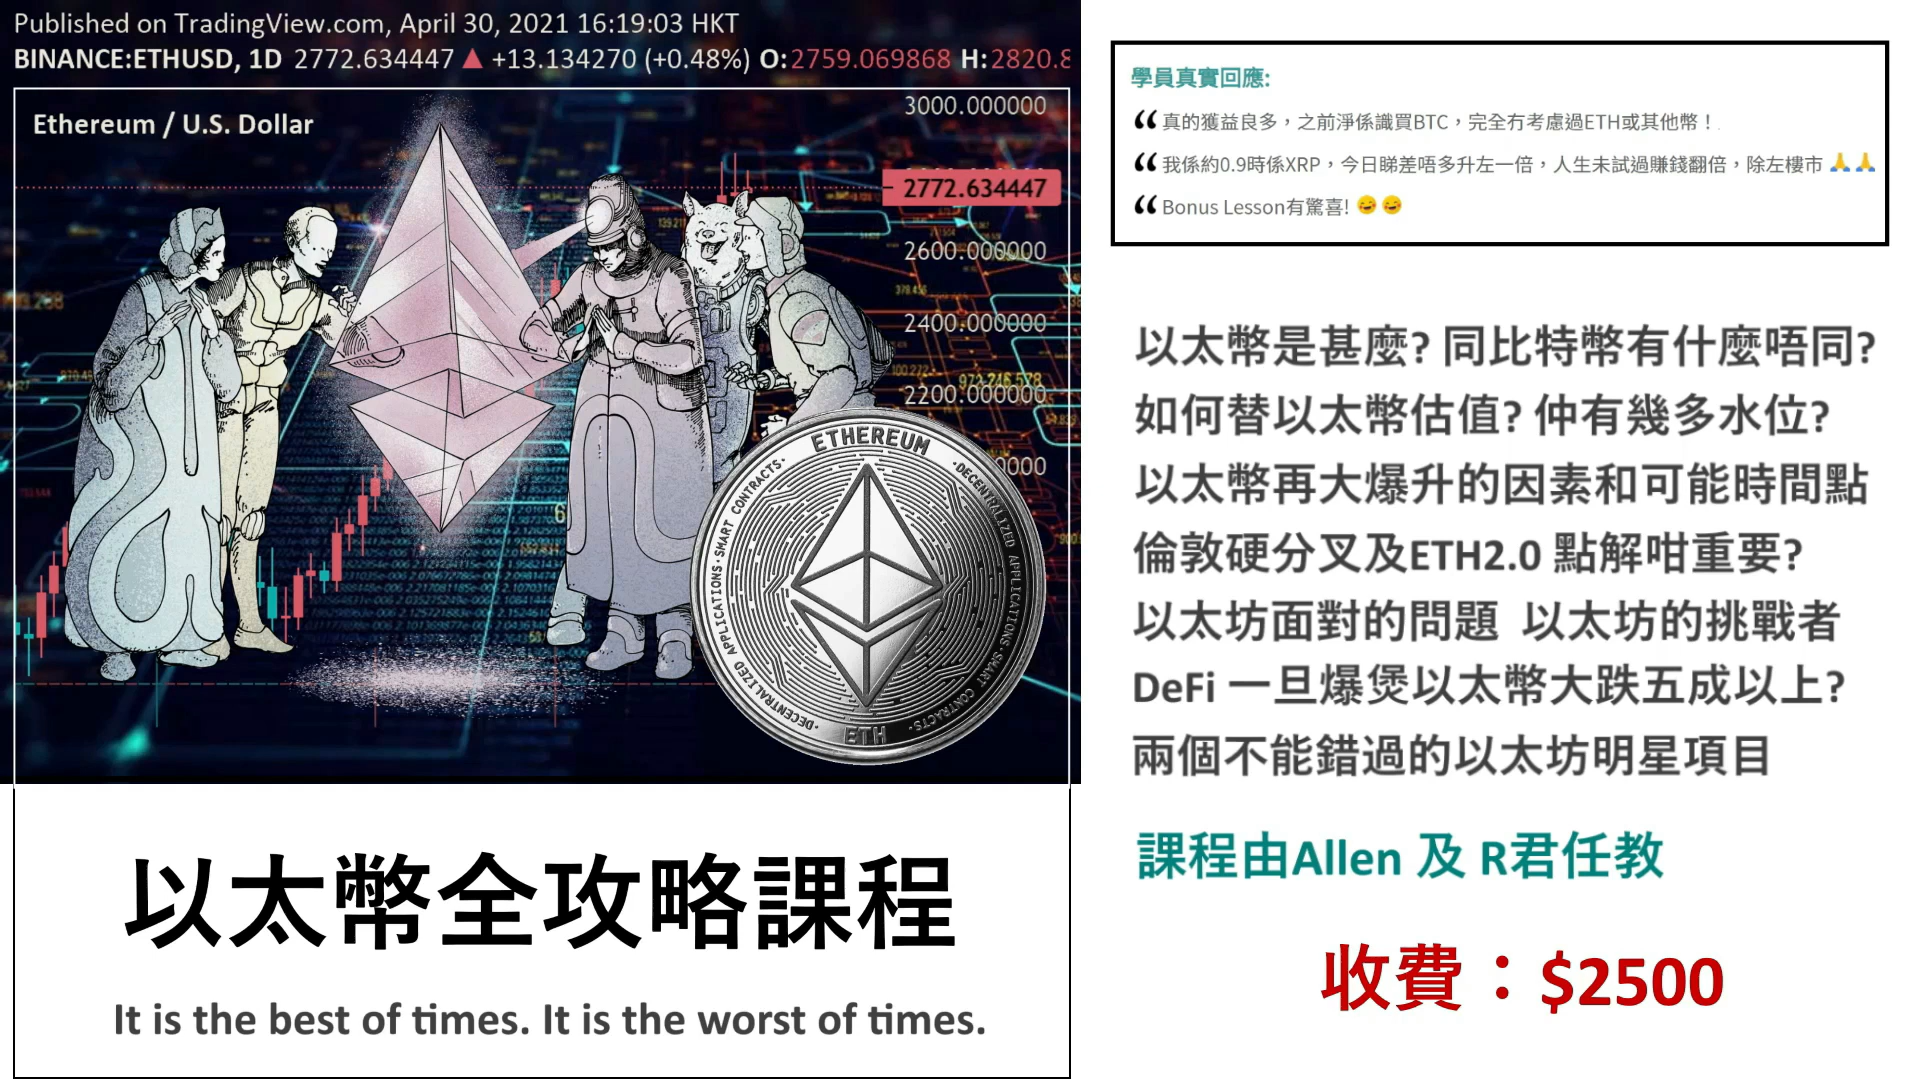 Published on TradingView.com, April 30, 2021 16:19:03 HKT
BINANCE:ETHUSD, 1D 2772.634447 ▲ +13.134270 (+0.48%) O:2759.069868 H:2820.8
Ethereum / U.S. Dollar
3000.000000
2772.634447
2600.000000
2400.000000
2200.000000
0000
ETHEREUM
·DECENTRALIZED APPLICATIONS·SMART CONTRACTS·
·DECENTRALIZED APPLICATIONS·SMART CONTRACTS·
ETH
以太幣全攻略課程
It is the best of times. It is the worst of times.
學員真實回應:
“真的獲益良多，之前淨係識買BTC，完全冇考慮過ETH或其他幣！
“我係約0.9時係XRP，今日睇差唔多升左一倍，人生未試過賺錢翻倍，除左樓市 🙏🙏
“Bonus Lesson有驚喜! 😄😄
以太幣是甚麼? 同比特幣有什麼唔同?
如何替以太幣估值? 仲有幾多水位?
以太幣再大爆升的因素和可能時間點
倫敦硬分叉及ETH2.0 點解咁重要?
以太坊面對的問題 以太坊的挑戰者
DeFi 一旦爆煲以太幣大跌五成以上?
兩個不能錯過的以太坊明星項目
課程由Allen 及 R君任教
收費：$2500